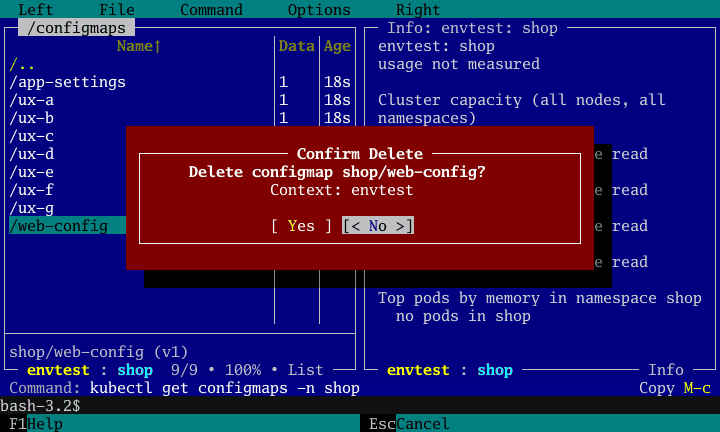 Left File Command Options Right
/configmaps
Name↑ Data Age
/..
/app-settings 1 18s
/ux-a 1 18s
/ux-b 1 18s
/ux-c
/ux-d
/ux-e
/ux-f
/ux-g
/web-config
shop/web-config (v1)
envtest : shop 9/9 • 100% • List
Info: envtest: shop
envtest: shop
usage not measured
Cluster capacity (all nodes, all
namespaces)
e read
e read
e read
e read
Top pods by memory in namespace shop
no pods in shop
envtest : shop Info
Confirm Delete
Delete configmap shop/web-config?
Context: envtest
[ Yes ] [< No >]
Command: kubectl get configmaps -n shop Copy M-c
bash-3.2$
F1Help EscCancel